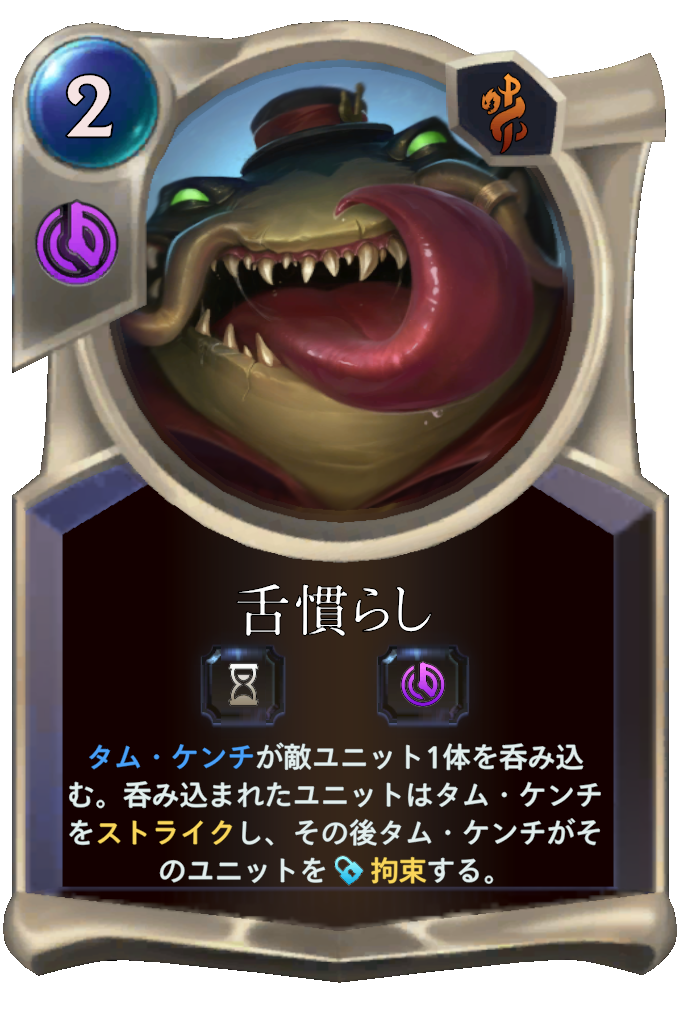 2
舌慣らし
タム・ケンチが敵ユニット1体を呑み込
む。呑み込まれたユニットはタム・ケンチ
をストライクし、その後タム・ケンチがそ
のユニットを拘束する。